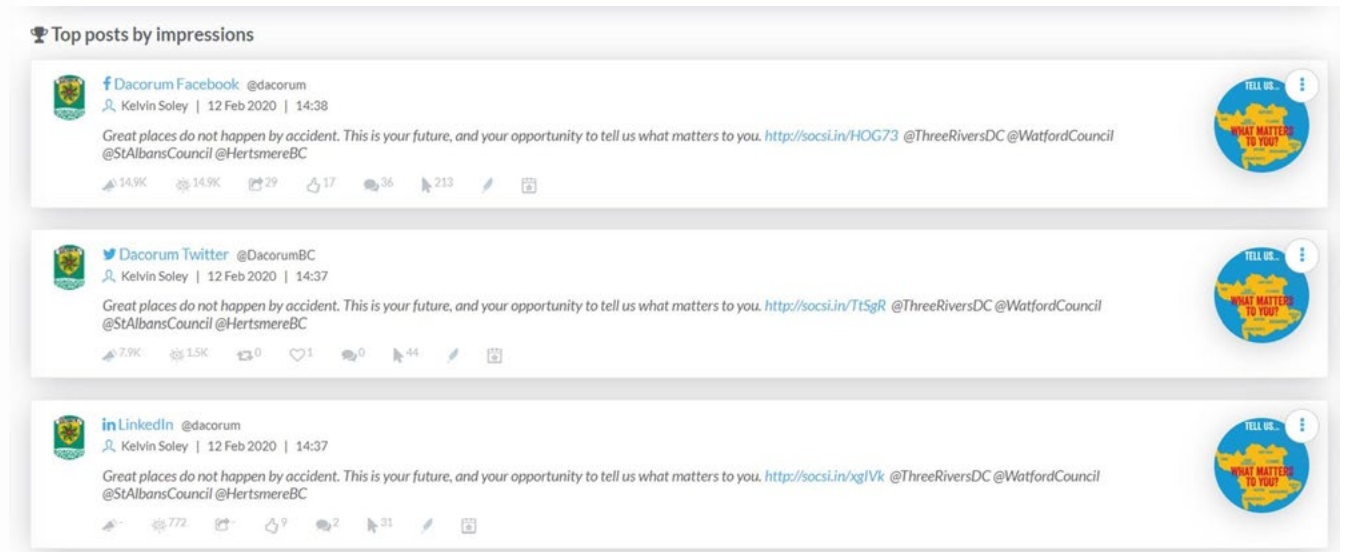 Top posts by impressions
Dacorum Facebook @dacorum
Kelvin Soley | 12 Feb 2020 | 14:38
Great places do not happen by accident. This is your future, and your opportunity to tell us what matters to you. http://socsi.in/HOG73 @ThreeRiversDC @WatfordCouncil
@StAlbansCouncil @HertsmereBC
14.9K 14.9K 29 17 36 213
TELL US...
WHAT MATTERS
TO YOU?
Dacorum Twitter @DacorumBC
Kelvin Soley | 12 Feb 2020 | 14:37
Great places do not happen by accident. This is your future, and your opportunity to tell us what matters to you. http://socsi.in/TtSgR @ThreeRiversDC @WatfordCouncil
@StAlbansCouncil @HertsmereBC
7.9K 1.5K 0 1 0 44
TELL US...
WHAT MATTERS
TO YOU?
in LinkedIn @dacorum
Kelvin Soley | 12 Feb 2020 | 14:37
Great places do not happen by accident. This is your future, and your opportunity to tell us what matters to you. http://socsi.in/xglVk @ThreeRiversDC @WatfordCouncil
@StAlbansCouncil @HertsmereBC
- 772 - 9 2 31
TELL US...
WHAT MATTERS
TO YOU?